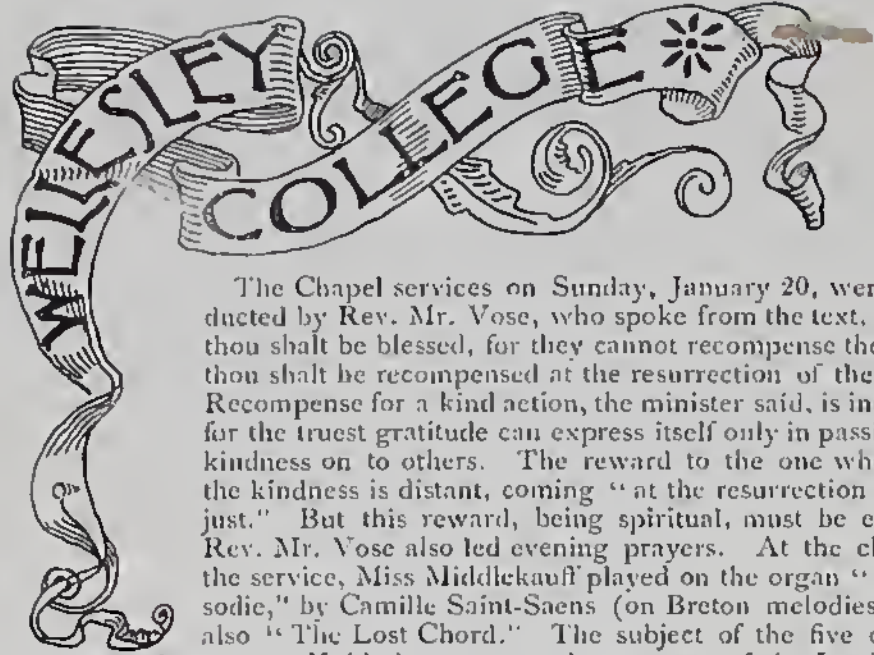 WELLESLEY
COLLEGE
The Chapel services on Sunday, January 20, wer
ducted by Rev. Mr. Vose, who spoke from the text,
thou shalt be blessed, for they cannot recompense the
thou shalt be recompensed at the resurrection of the
Recompense for a kind action, the minister said, is in
for the truest gratitude can express itself only in pass
kindness on to others. The reward to the one wh
the kindness is distant, coming "at the resurrection
just." But this reward, being spiritual, must be e
Rev. Mr. Vose also led evening prayers. At the cl
the service, Miss Middlekauff played on the organ "
sodie," by Camille Saint-Saens (on Breton melodies
also "The Lost Chord." The subject of the five